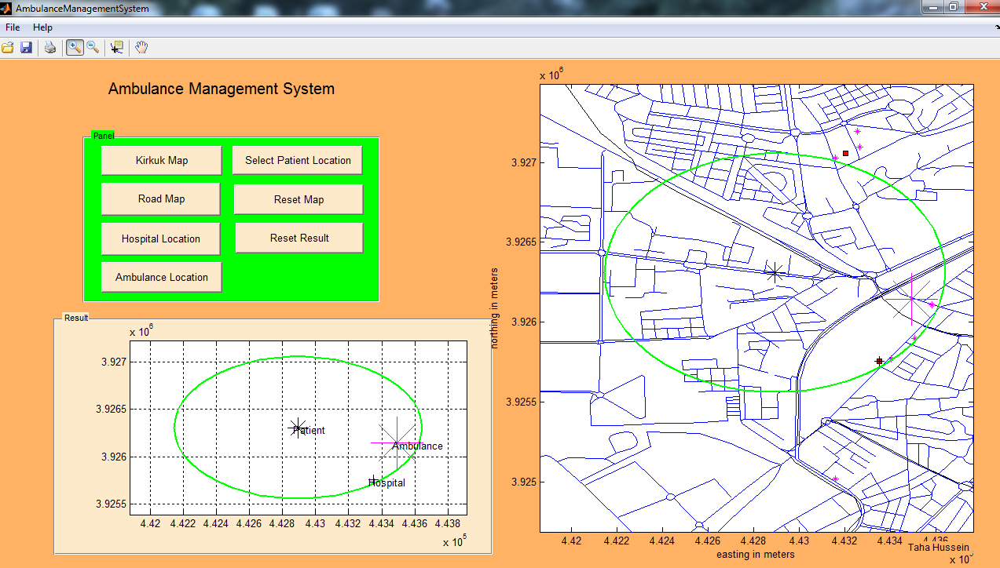 AmbulanceManagementSystem
File Help
Ambulance Management System
Panel
Kirkuk Map
Select Patient Location
Road Map
Reset Map
Hospital Location
Reset Result
Ambulance Location
Result
x 10^6
3.927
3.9265
3.926
3.9255
Patient
Ambulance
Hospital
4.42 4.422 4.424 4.426 4.428 4.43 4.432 4.434 4.436 4.438
x 10^5
x 10^6
3.927
3.9265
3.926
3.9255
3.925
northing in meters
4.42 4.422 4.424 4.426 4.428 4.43 4.432 4.434 4.436
easting in meters
Taha Hussein
x 10^5